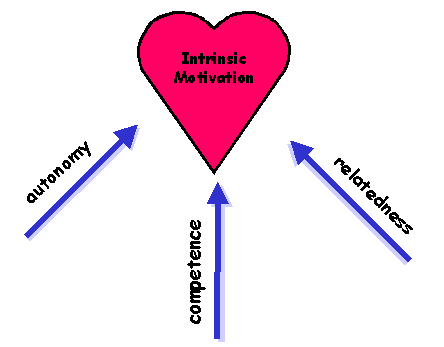 Intrinsic
Motivation
autonomy
competence
relatedness